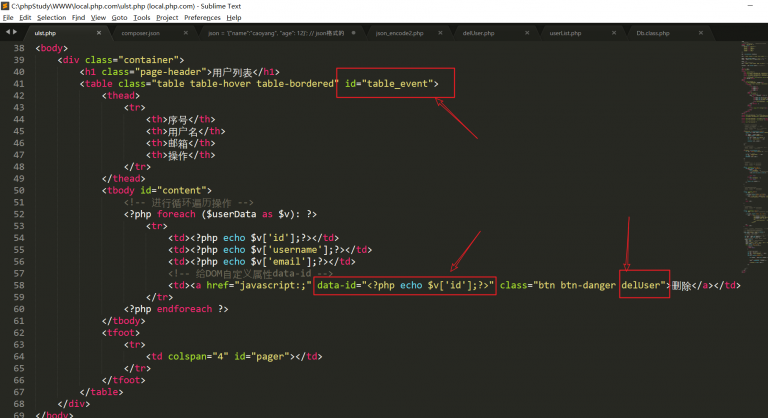 C:\phpStudy\WWW\local.php.com\ulst.php (local.php.com) - Sublime Text
File Edit Selection Find View Goto Tools Project Preferences Help
ulst.php composer.json json = '{"name":"caoyang", "age": 12}'; // json格式的 json_encode2.php delUser.php userList.php Db.class.php
38 <body>
39 <div class="container">
40 <h1 class="page-header">用户列表</h1>
41 <table class="table table-hover table-bordered" id="table_event">
42 <thead>
43 <tr>
44 <th>序号</th>
45 <th>用户名</th>
46 <th>邮箱</th>
47 <th>操作</th>
48 </tr>
49 </thead>
50 <tbody id="content">
51 <!-- 进行循环遍历操作 -->
52 <?php foreach ($userData as $v): ?>
53 <tr>
54 <td><?php echo $v['id'];?></td>
55 <td><?php echo $v['username'];?></td>
56 <td><?php echo $v['email'];?></td>
57 <!-- 给DOM自定义属性data-id -->
58 <td><a href="javascript:;" data-id="<?php echo $v['id'];?>" class="btn btn-danger delUser">删除</a></td>
59 </tr>
60 <?php endforeach ?>
61 </tbody>
62 <tfoot>
63 <tr>
64 <td colspan="4" id="pager"></td>
65 </tr>
66 </tfoot>
67 </table>
68 </div>
69 </body>